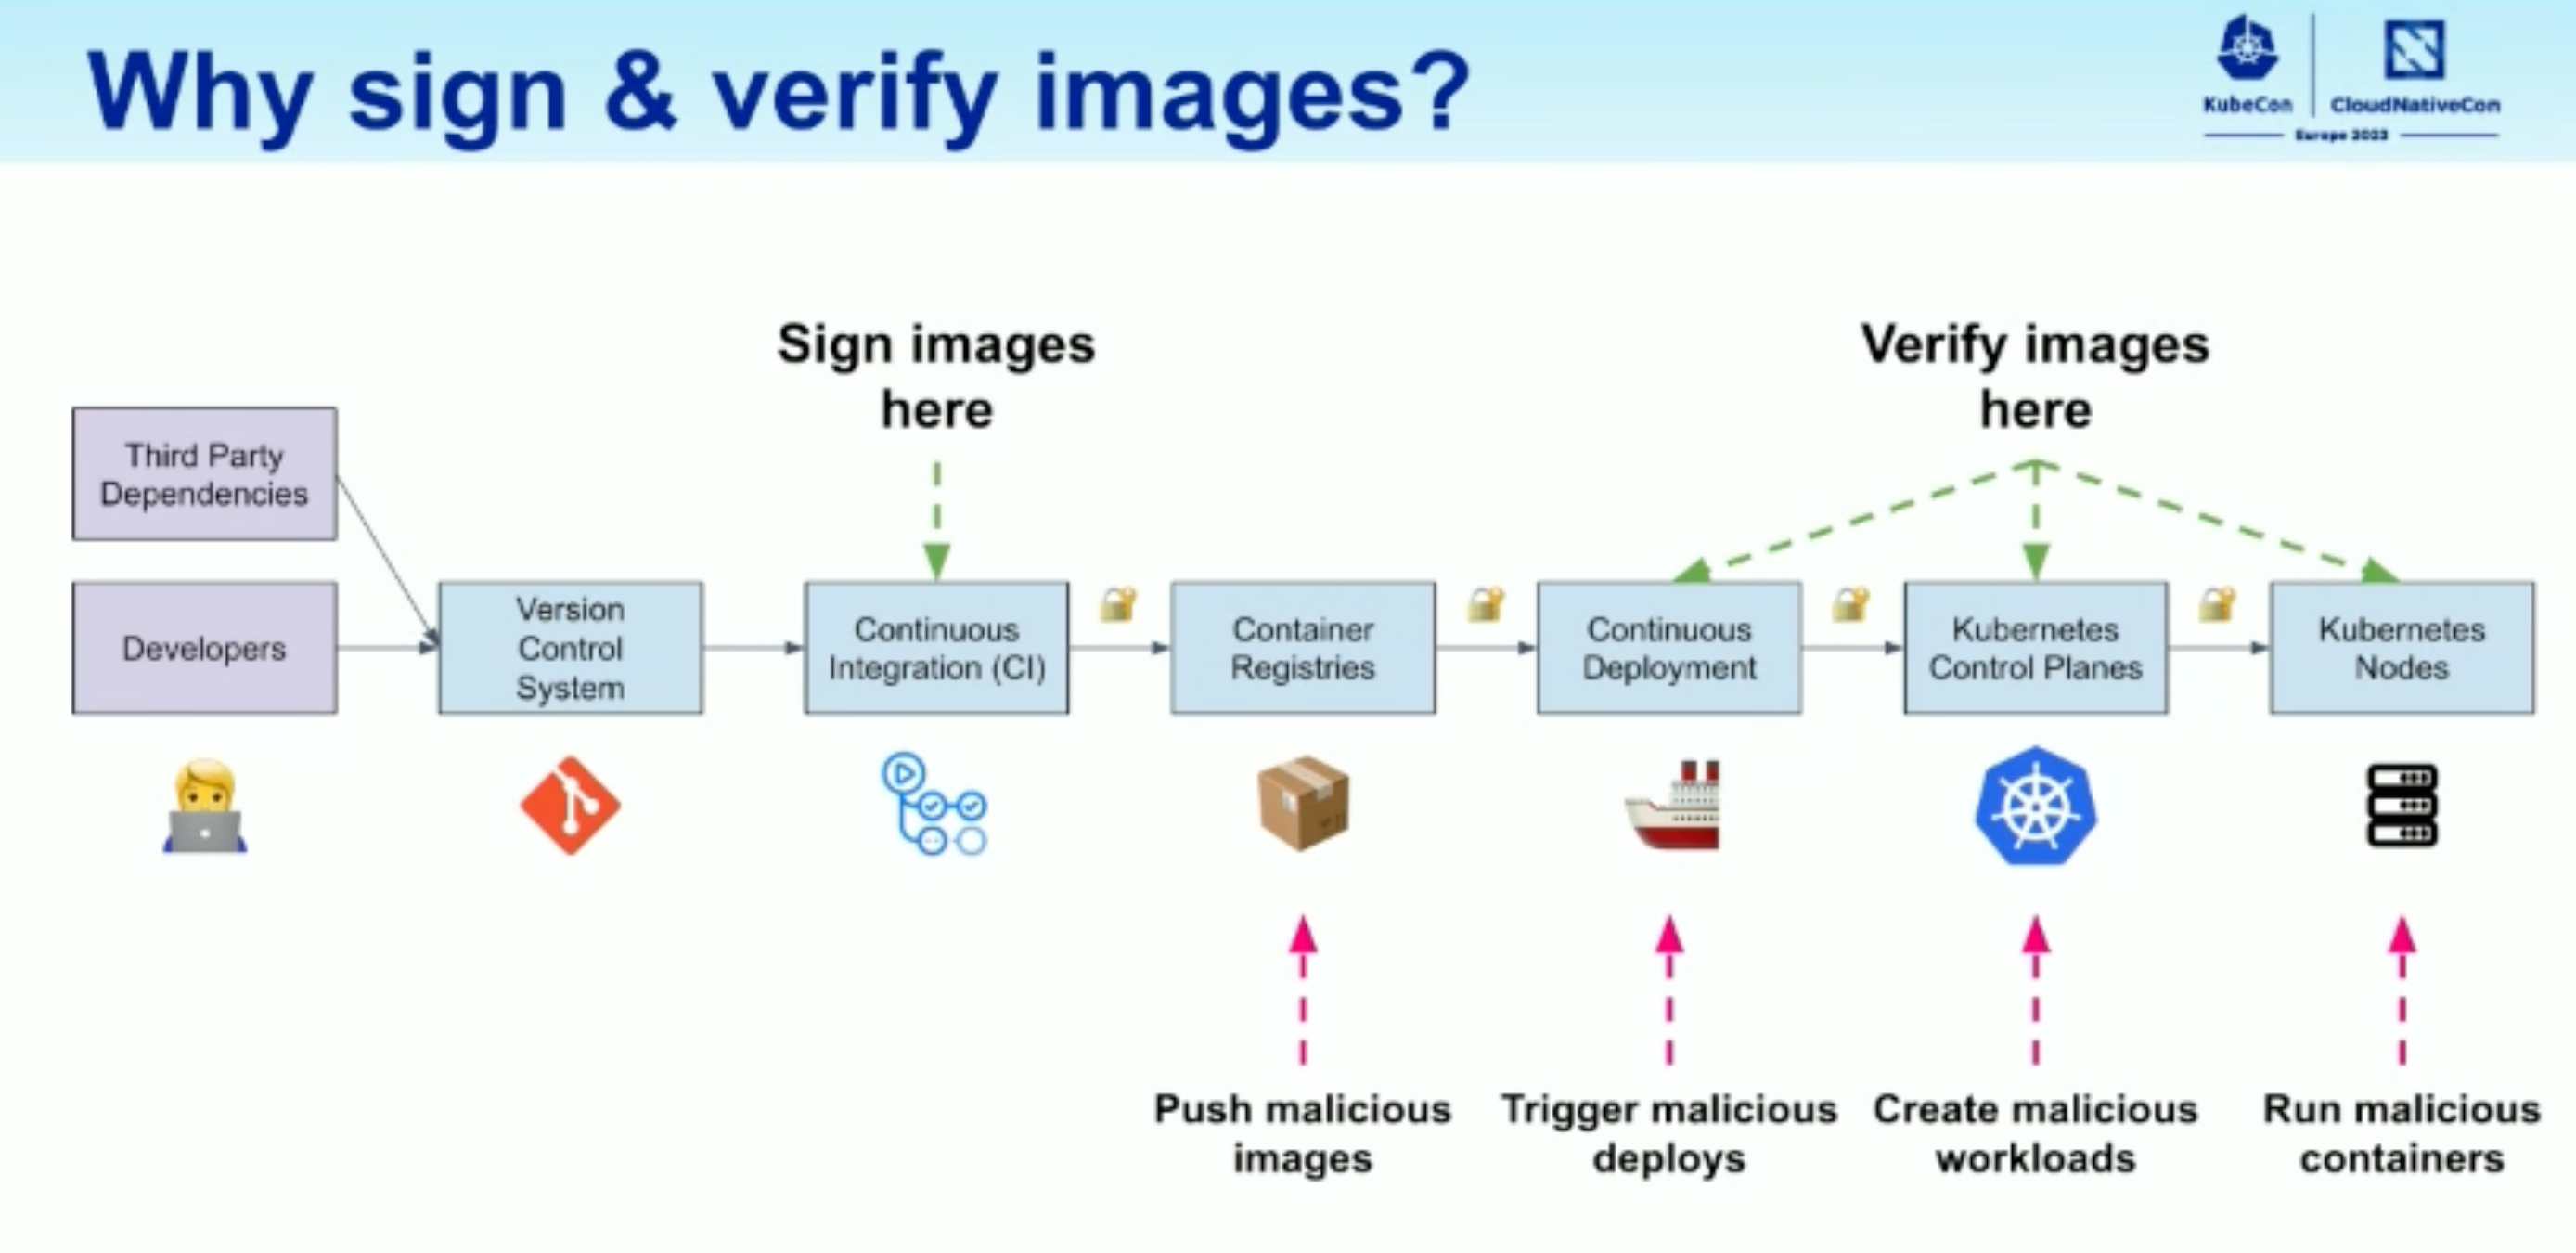 Why sign & verify images?
KubeCon
CloudNativeCon
Europe 2023
Sign images
here
Verify images
here
Third Party
Dependencies
Developers
Version
Control
System
Continuous
Integration (CI)
Container
Registries
Continuous
Deployment
Kubernetes
Control Planes
Kubernetes
Nodes
Push malicious
images
Trigger malicious
deploys
Create malicious
workloads
Run malicious
containers